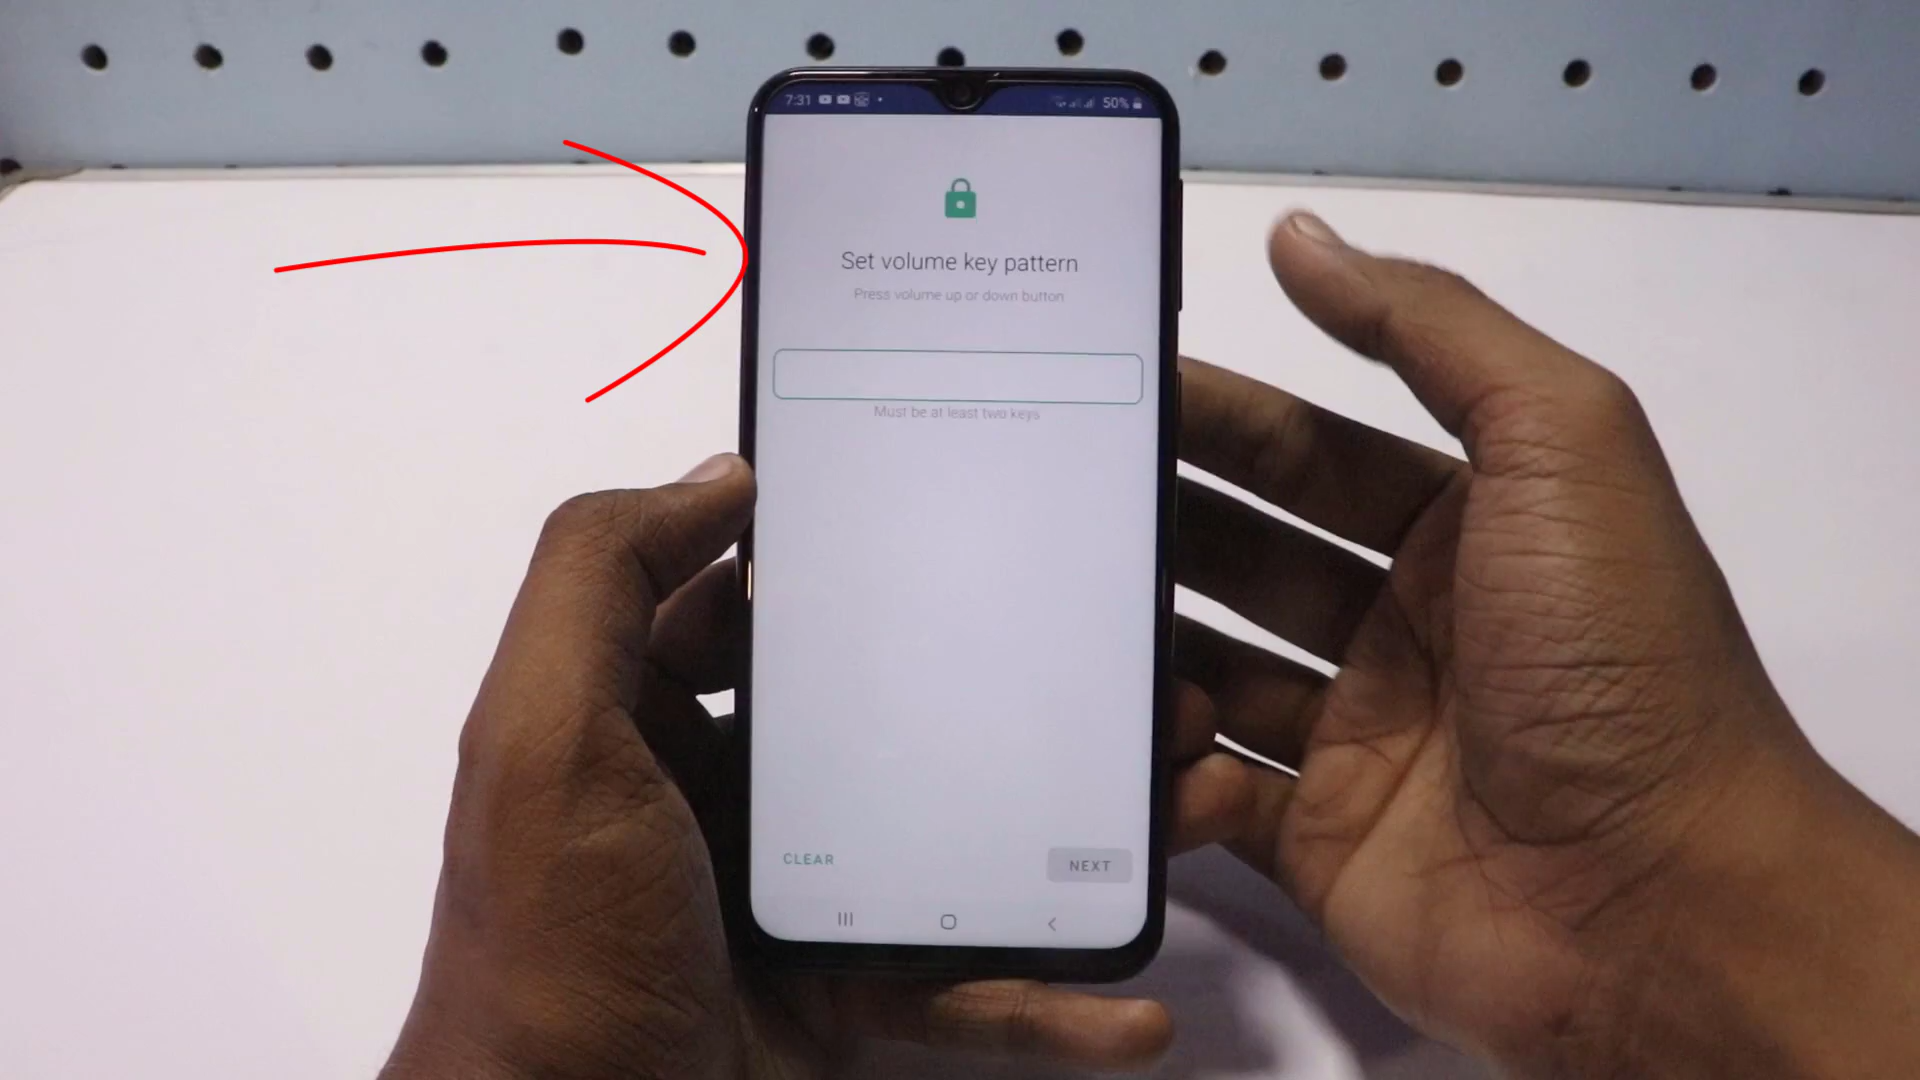 7:31 50%
Set volume key pattern
Press volume up or down button
Must be at least two keys
CLEAR NEXT